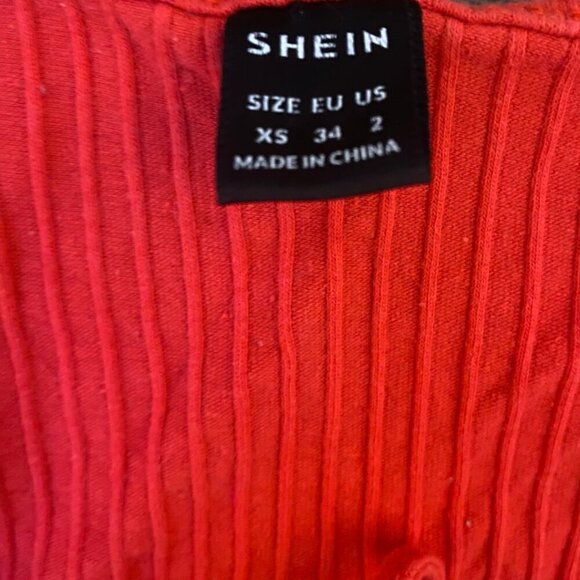 SHEIN
SIZE EU US
XS 34 2
MADE IN CHINA